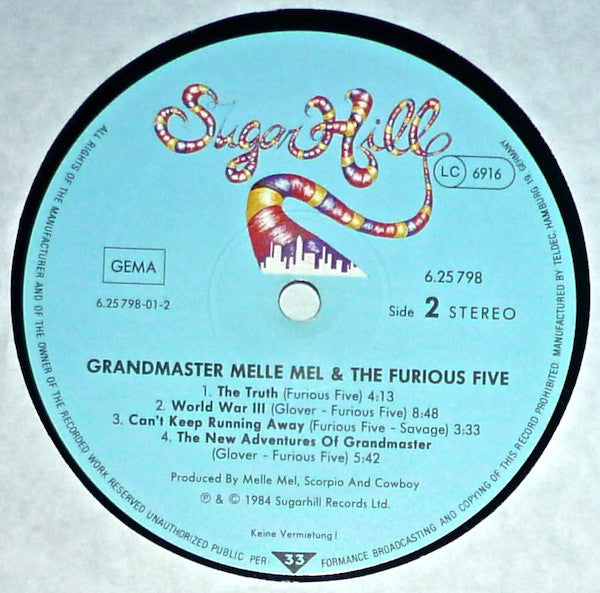 Sugar Hill
LC 6916
GEMA
6.25798-01-2
6.25 798
Side 2 STEREO
GRANDMASTER MELLE MEL & THE FURIOUS FIVE
1. The Truth (Furious Five) 4:13
2. World War III (Glover - Furious Five) 8:48
3. Can't Keep Running Away (Furious Five - Savage) 3:33
4. The New Adventures Of Grandmaster
(Glover - Furious Five) 5:42
Produced By Melle Mel, Scorpio And Cowboy
℗ & © 1984 Sugarhill Records Ltd.
Keine Vermietung!
33
ALL RIGHTS OF THE MANUFACTURER AND OF THE OWNER OF THE RECORDED WORK RESERVED UNAUTHORIZED PUBLIC PER- FORMANCE BROADCASTING AND COPYING OF THIS RECORD PROHIBITED MANUFACTURED BY TELDEC, HAMBURG 19, GERMANY